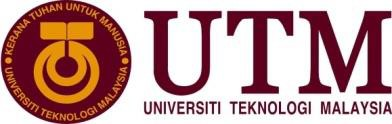 • KERANA TUHAN UNTUK MANUSIA •
UNIVERSITI TEKNOLOGI MALAYSIA
UTM
UNIVERSITI TEKNOLOGI MALAYSIA